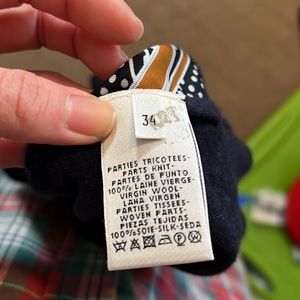 34
PARTIES TRICOTEES-
PARTS KNIT-
PARTES DE PUNTO
100% LAINE VIERGE-
VIRGIN WOOL-
LANA VIRGEN
PARTIES TISSEES-
WOVEN PARTS-
PIEZAS TEJIDAS
100%SOIE-SILK-SEDA